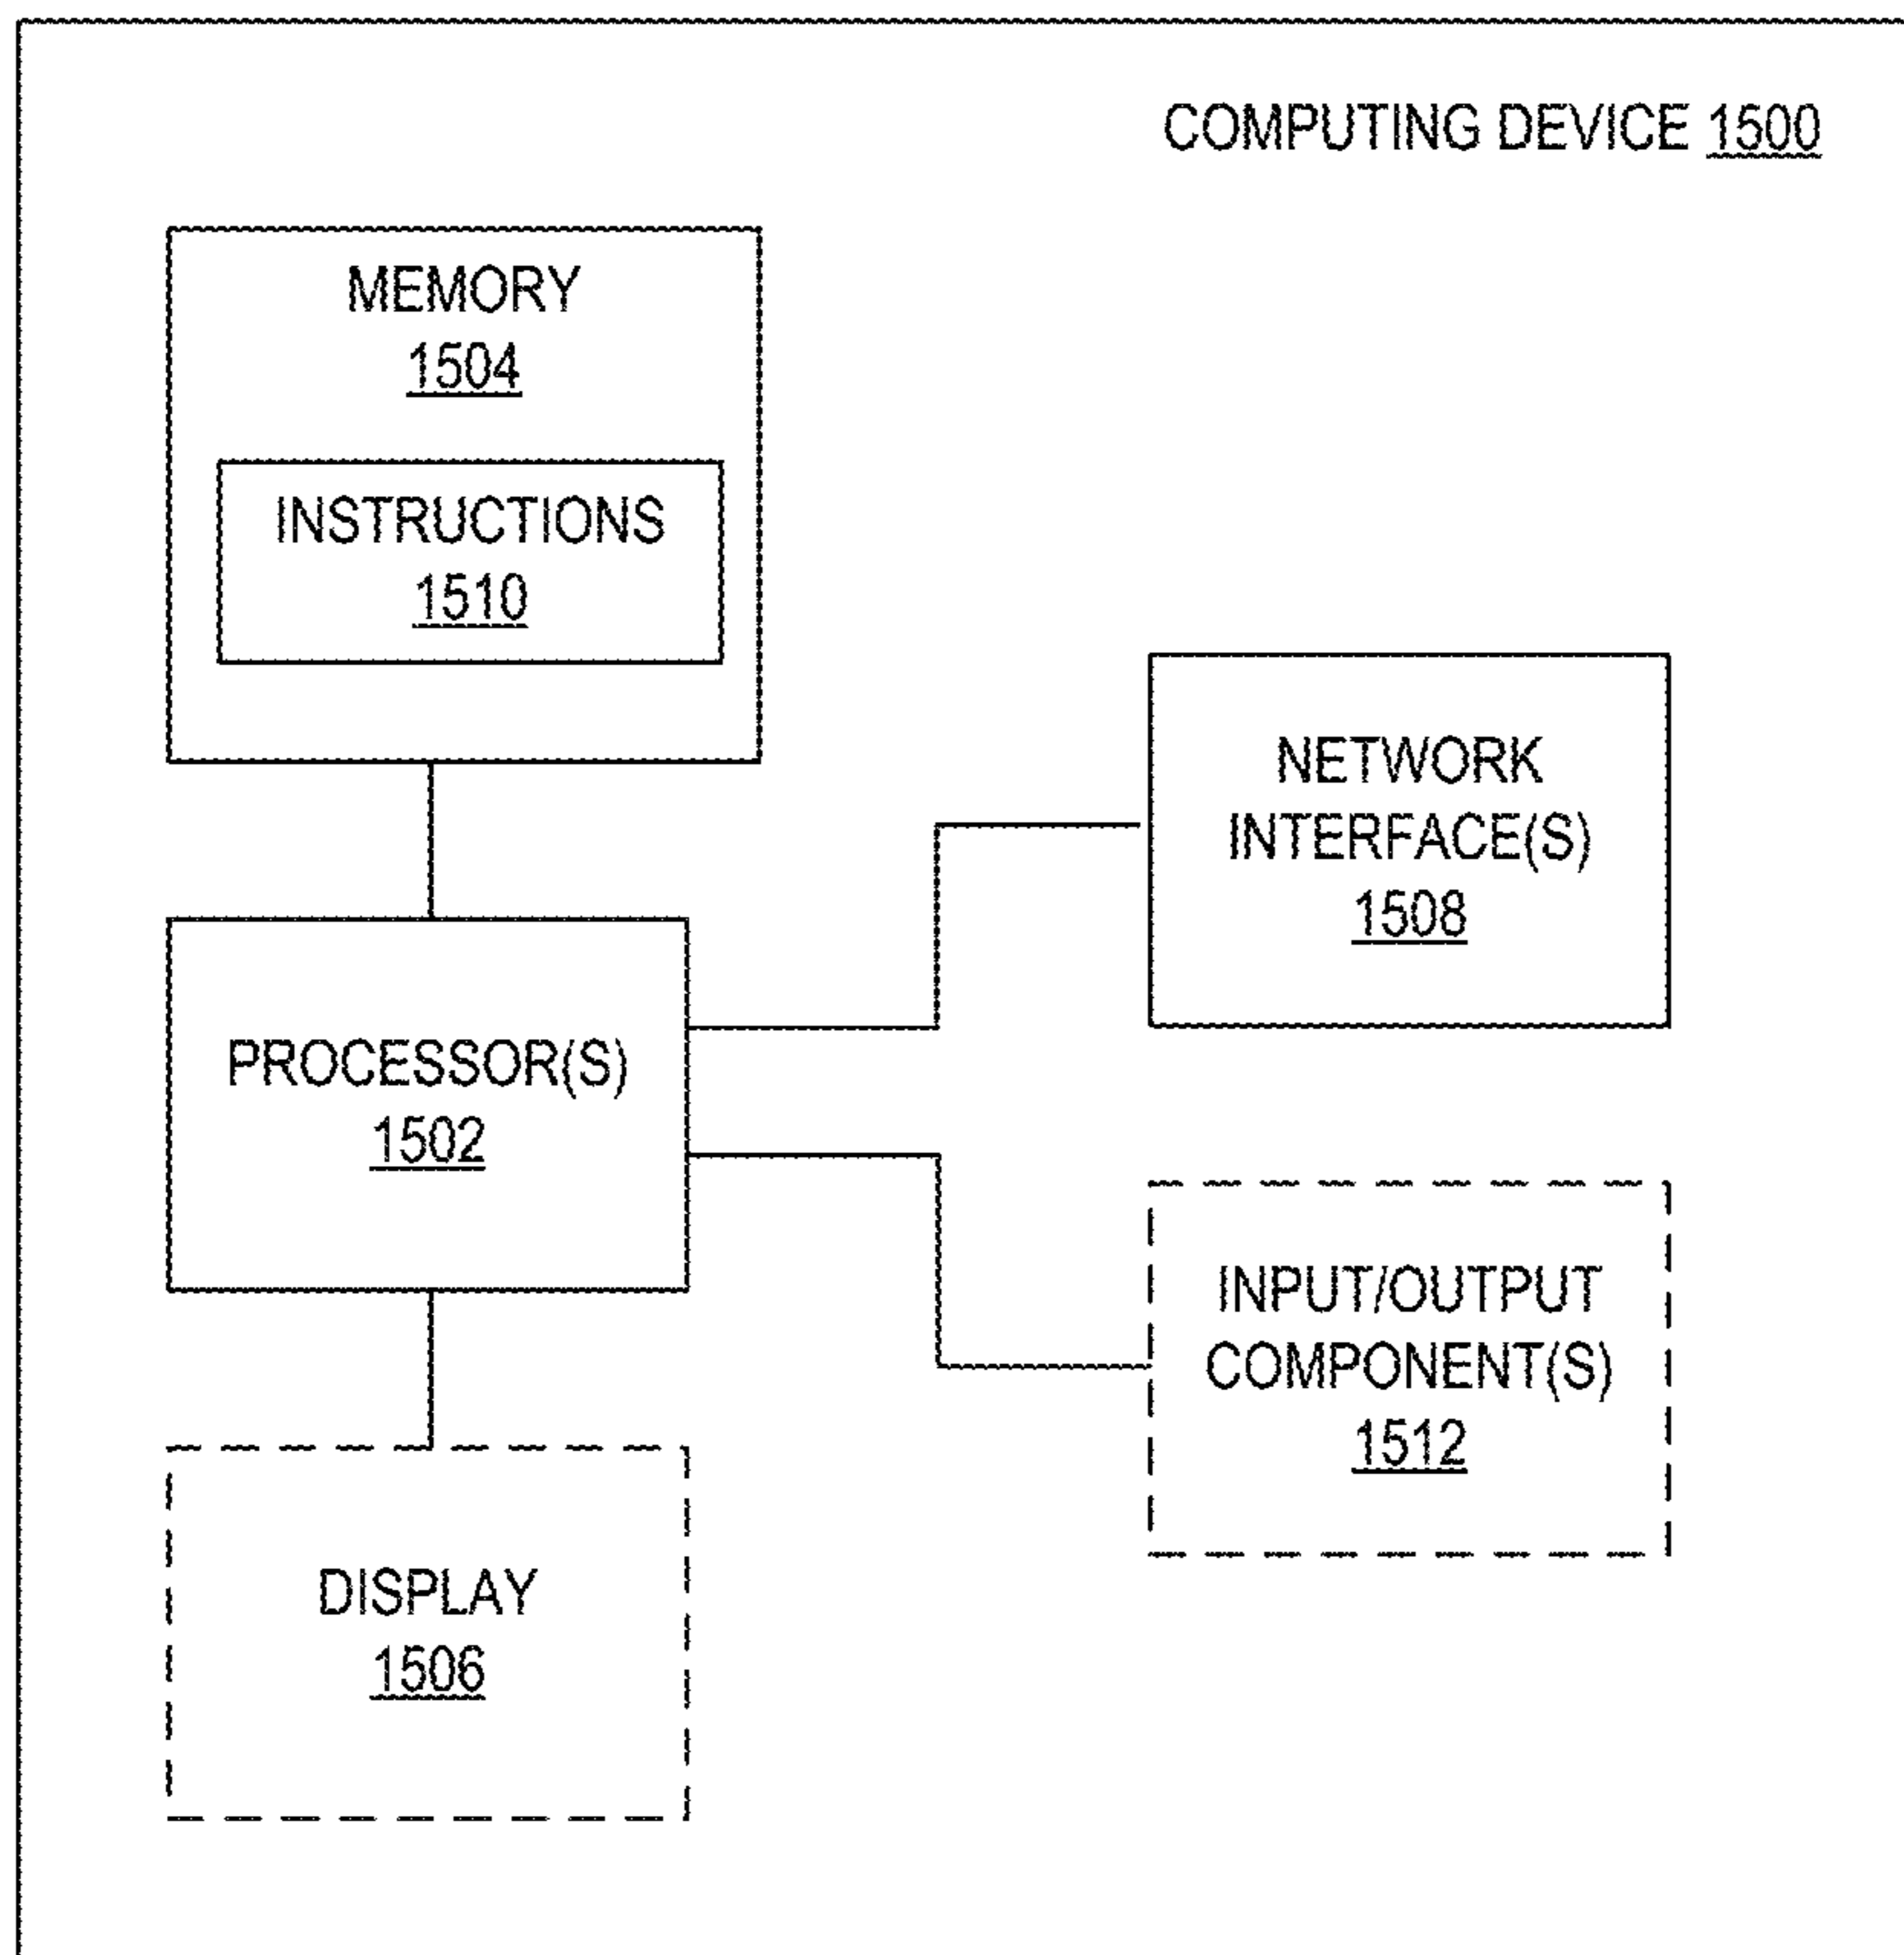 COMPUTING DEVICE 1500
MEMORY
1504
INSTRUCTIONS
1510
NETWORK
INTERFACE(S)
1508
PROCESSOR(S)
1502
INPUT/OUTPUT
COMPONENT(S)
1512
DISPLAY
1506